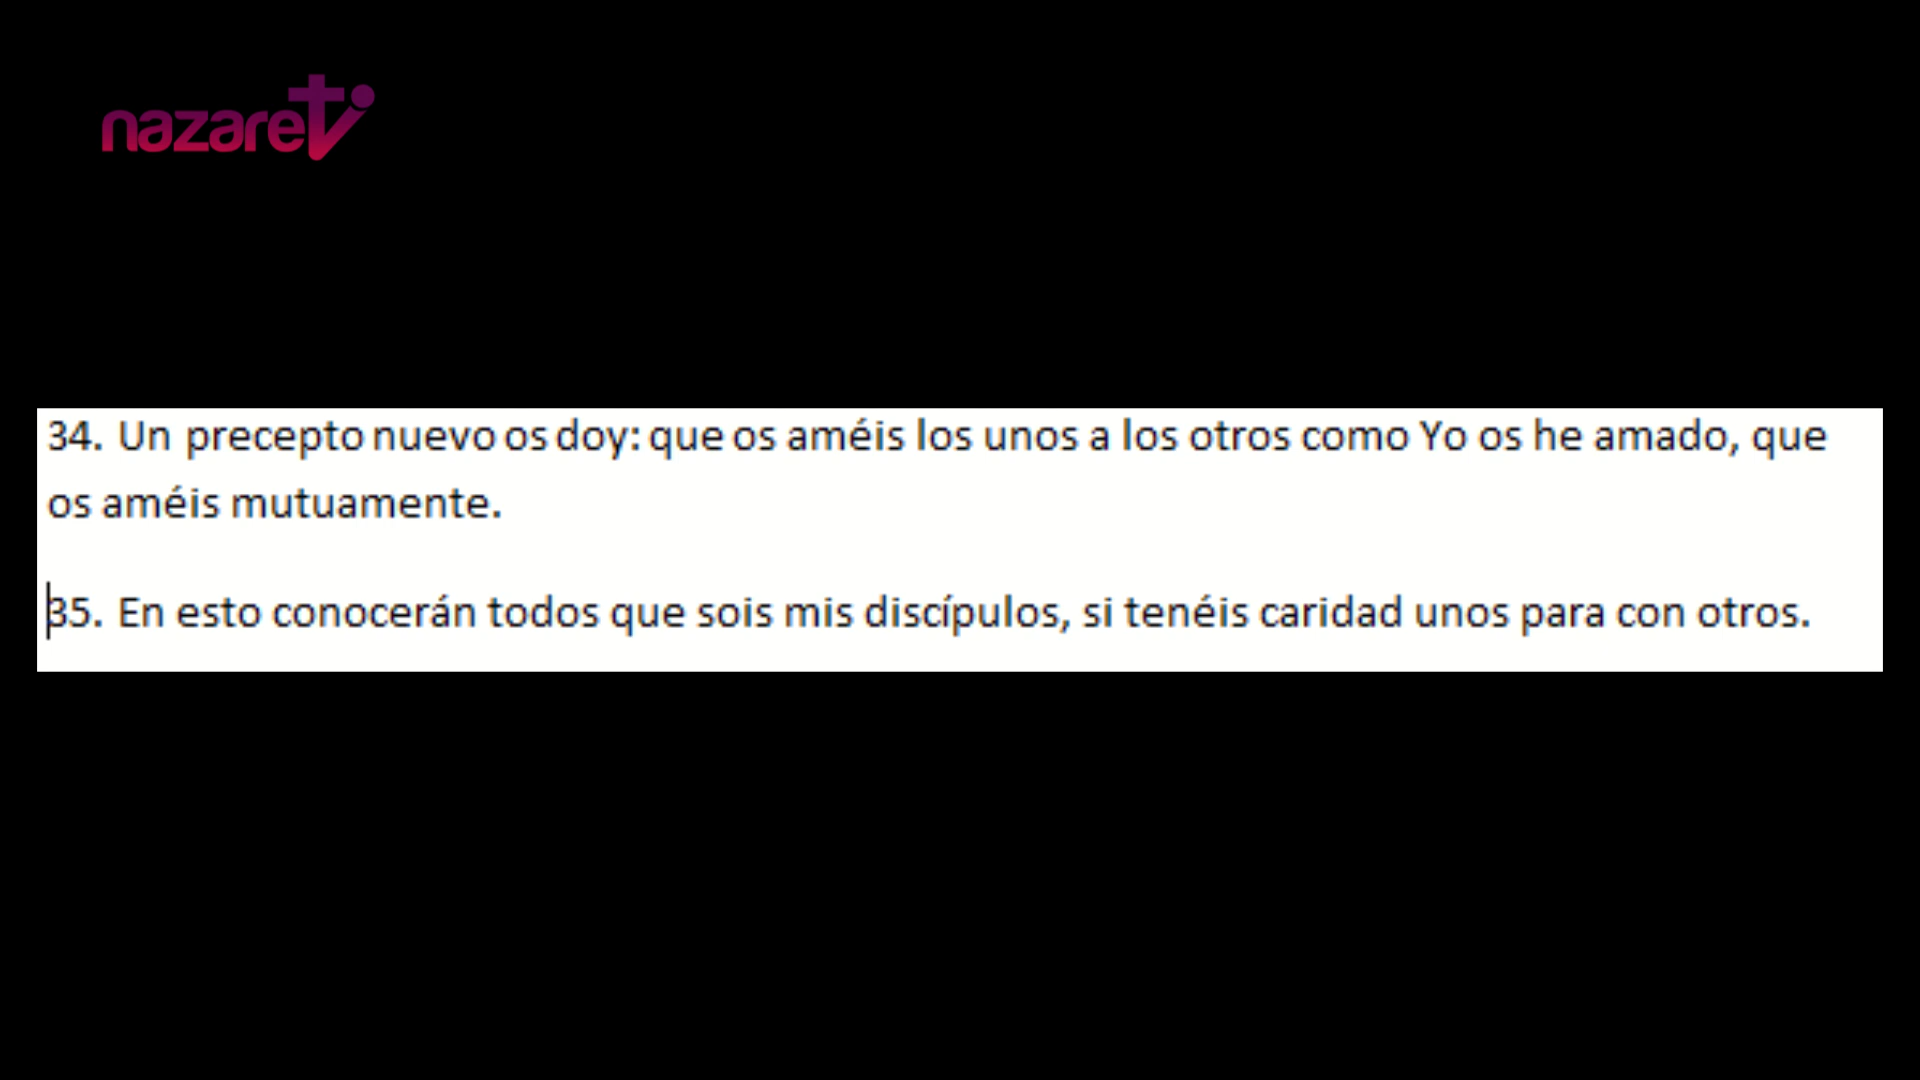 nazaretv
34. Un precepto nuevo os doy: que os améis los unos a los otros como Yo os he amado, que
os améis mutuamente.
35. En esto conocerán todos que sois mis discípulos, si tenéis caridad unos para con otros.